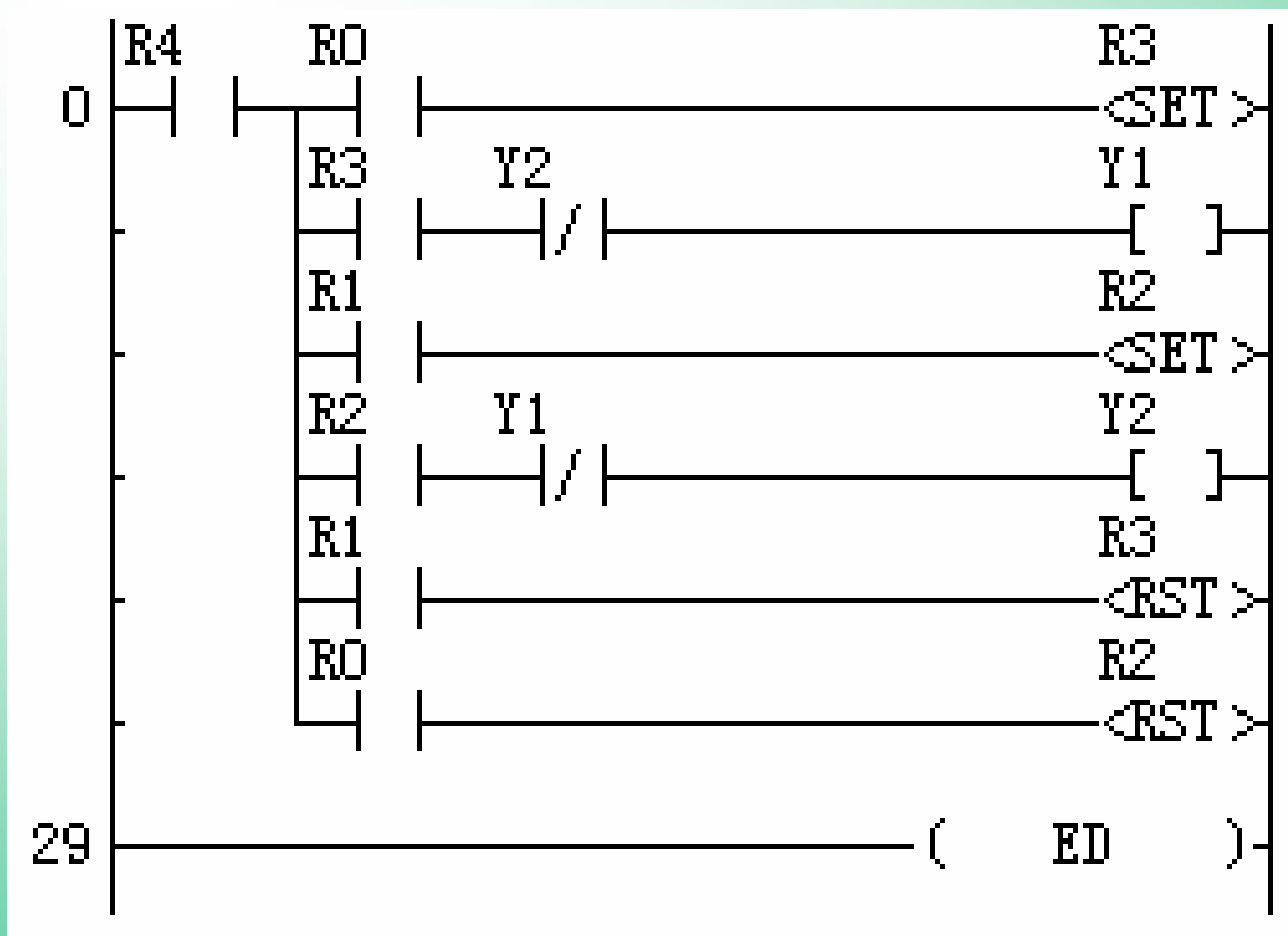 R4 R0 R3
0 <SET >
R3 Y2 Y1
/ [ ]
R1 R2
<SET >
R2 Y1 Y2
/ [ ]
R1 R3
<RST >
R0 R2
<RST >
29 ( ED )